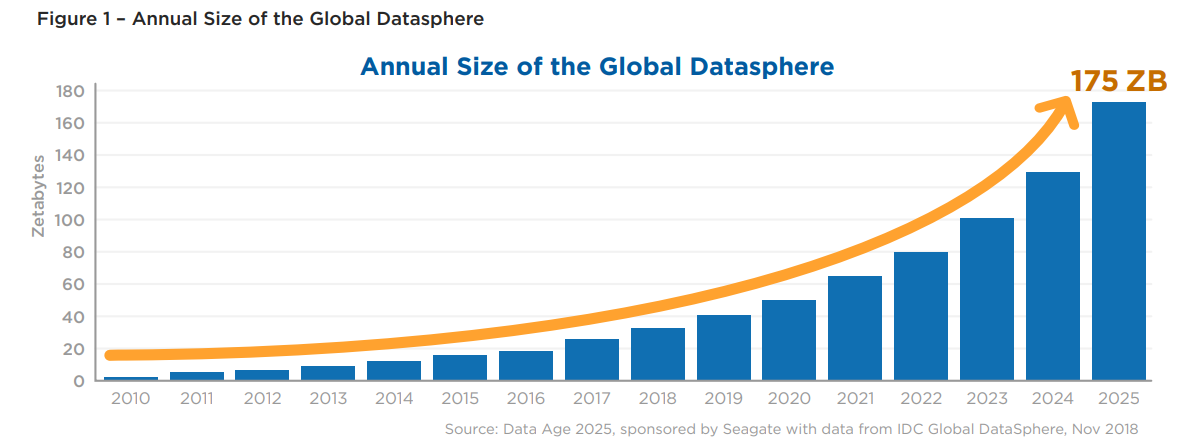 Figure 1 – Annual Size of the Global Datasphere
Annual Size of the Global Datasphere
175 ZB
Zetabytes
180
160
140
120
100
80
60
40
20
0
2010 2011 2012 2013 2014 2015 2016 2017 2018 2019 2020 2021 2022 2023 2024 2025
Source: Data Age 2025, sponsored by Seagate with data from IDC Global DataSphere, Nov 2018